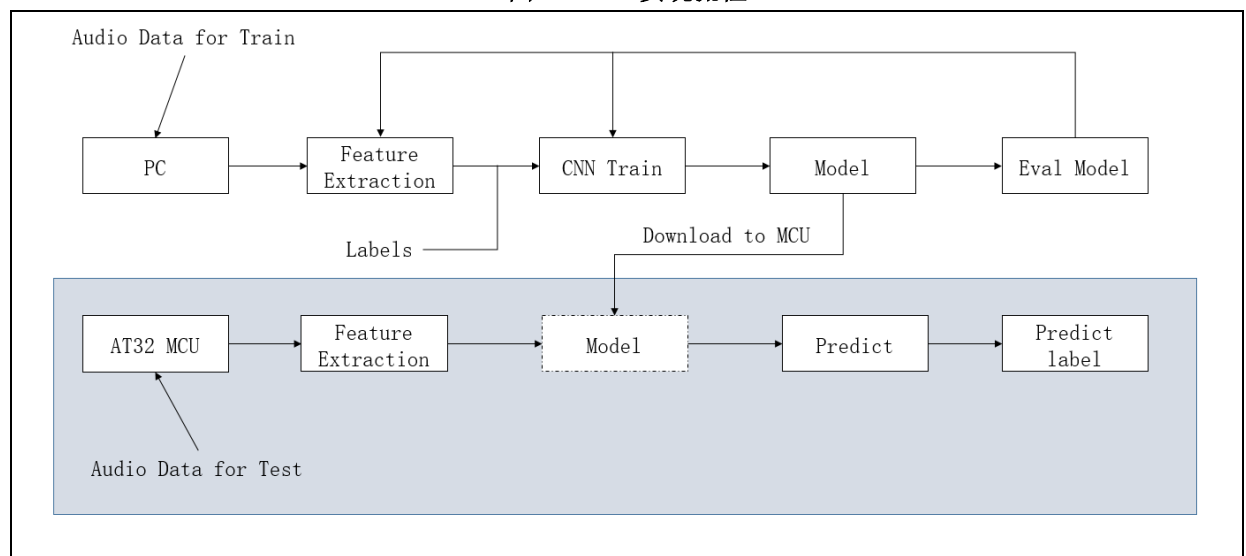 Audio Data for Train
PC
Feature
Extraction
CNN Train
Model
Eval Model
Labels
Download to MCU
AT32 MCU
Feature
Extraction
Model
Predict
Predict
label
Audio Data for Test